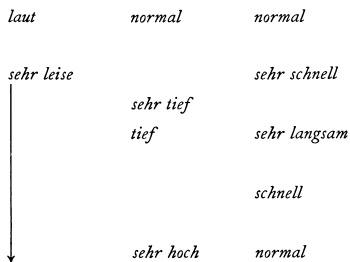 laut normal normal
sehr leise sehr schnell
sehr tief
tief sehr langsam
schnell
sehr hoch normal